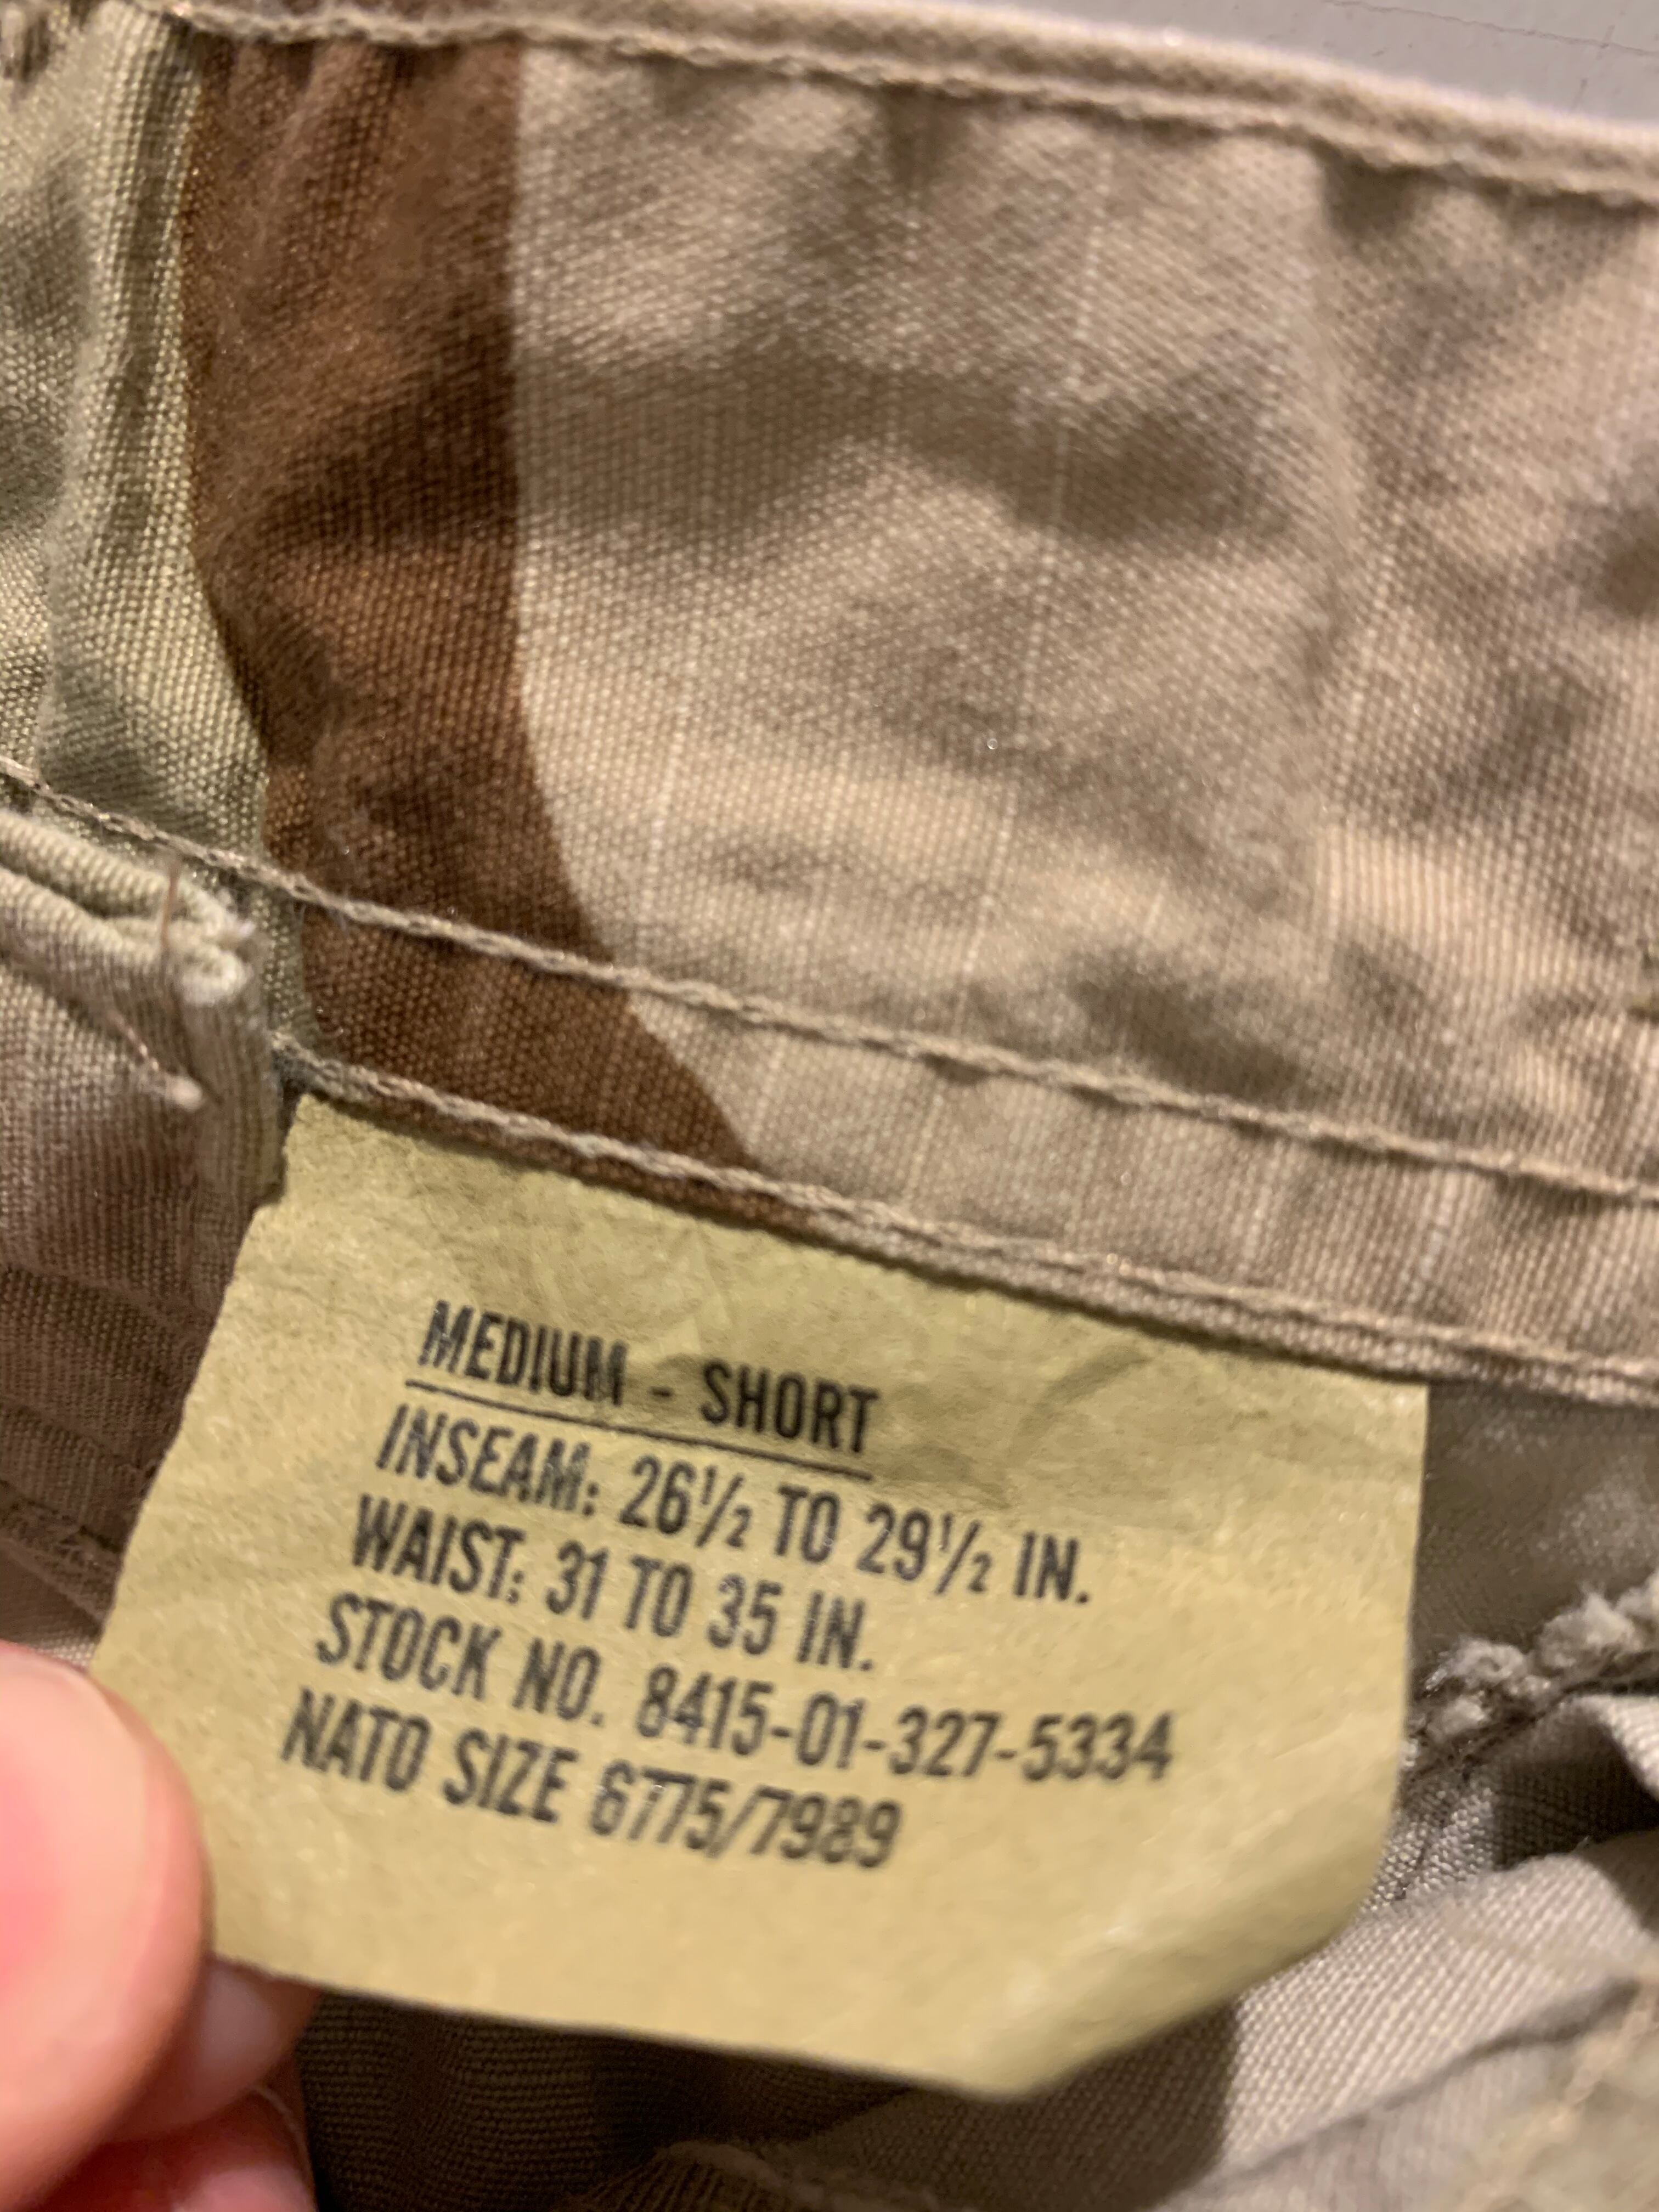 MEDIUM - SHORT
INSEAM: 26½ TO 29½ IN.
WAIST: 31 TO 35 IN.
STOCK NO. 8415-01-327-5334
NATO SIZE 6775/7989